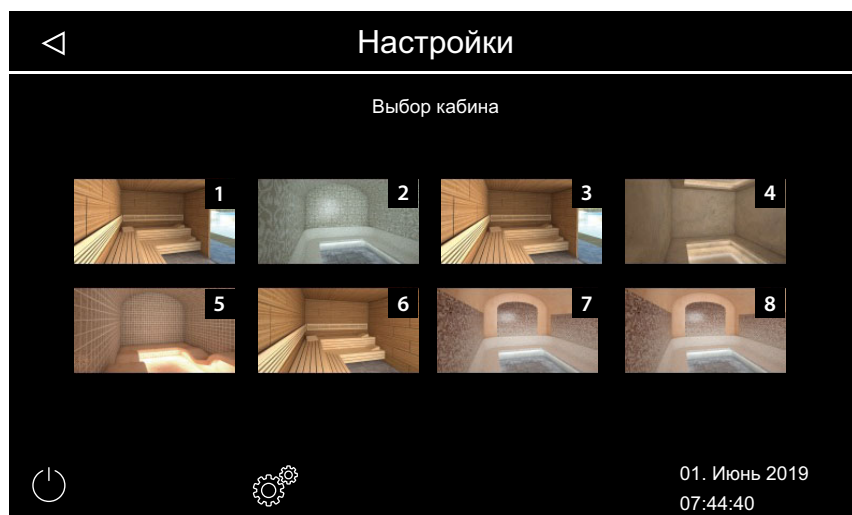 Настройки
Выбор кабина
1 2 3 4
5 6 7 8
01. Июнь 2019
07:44:40